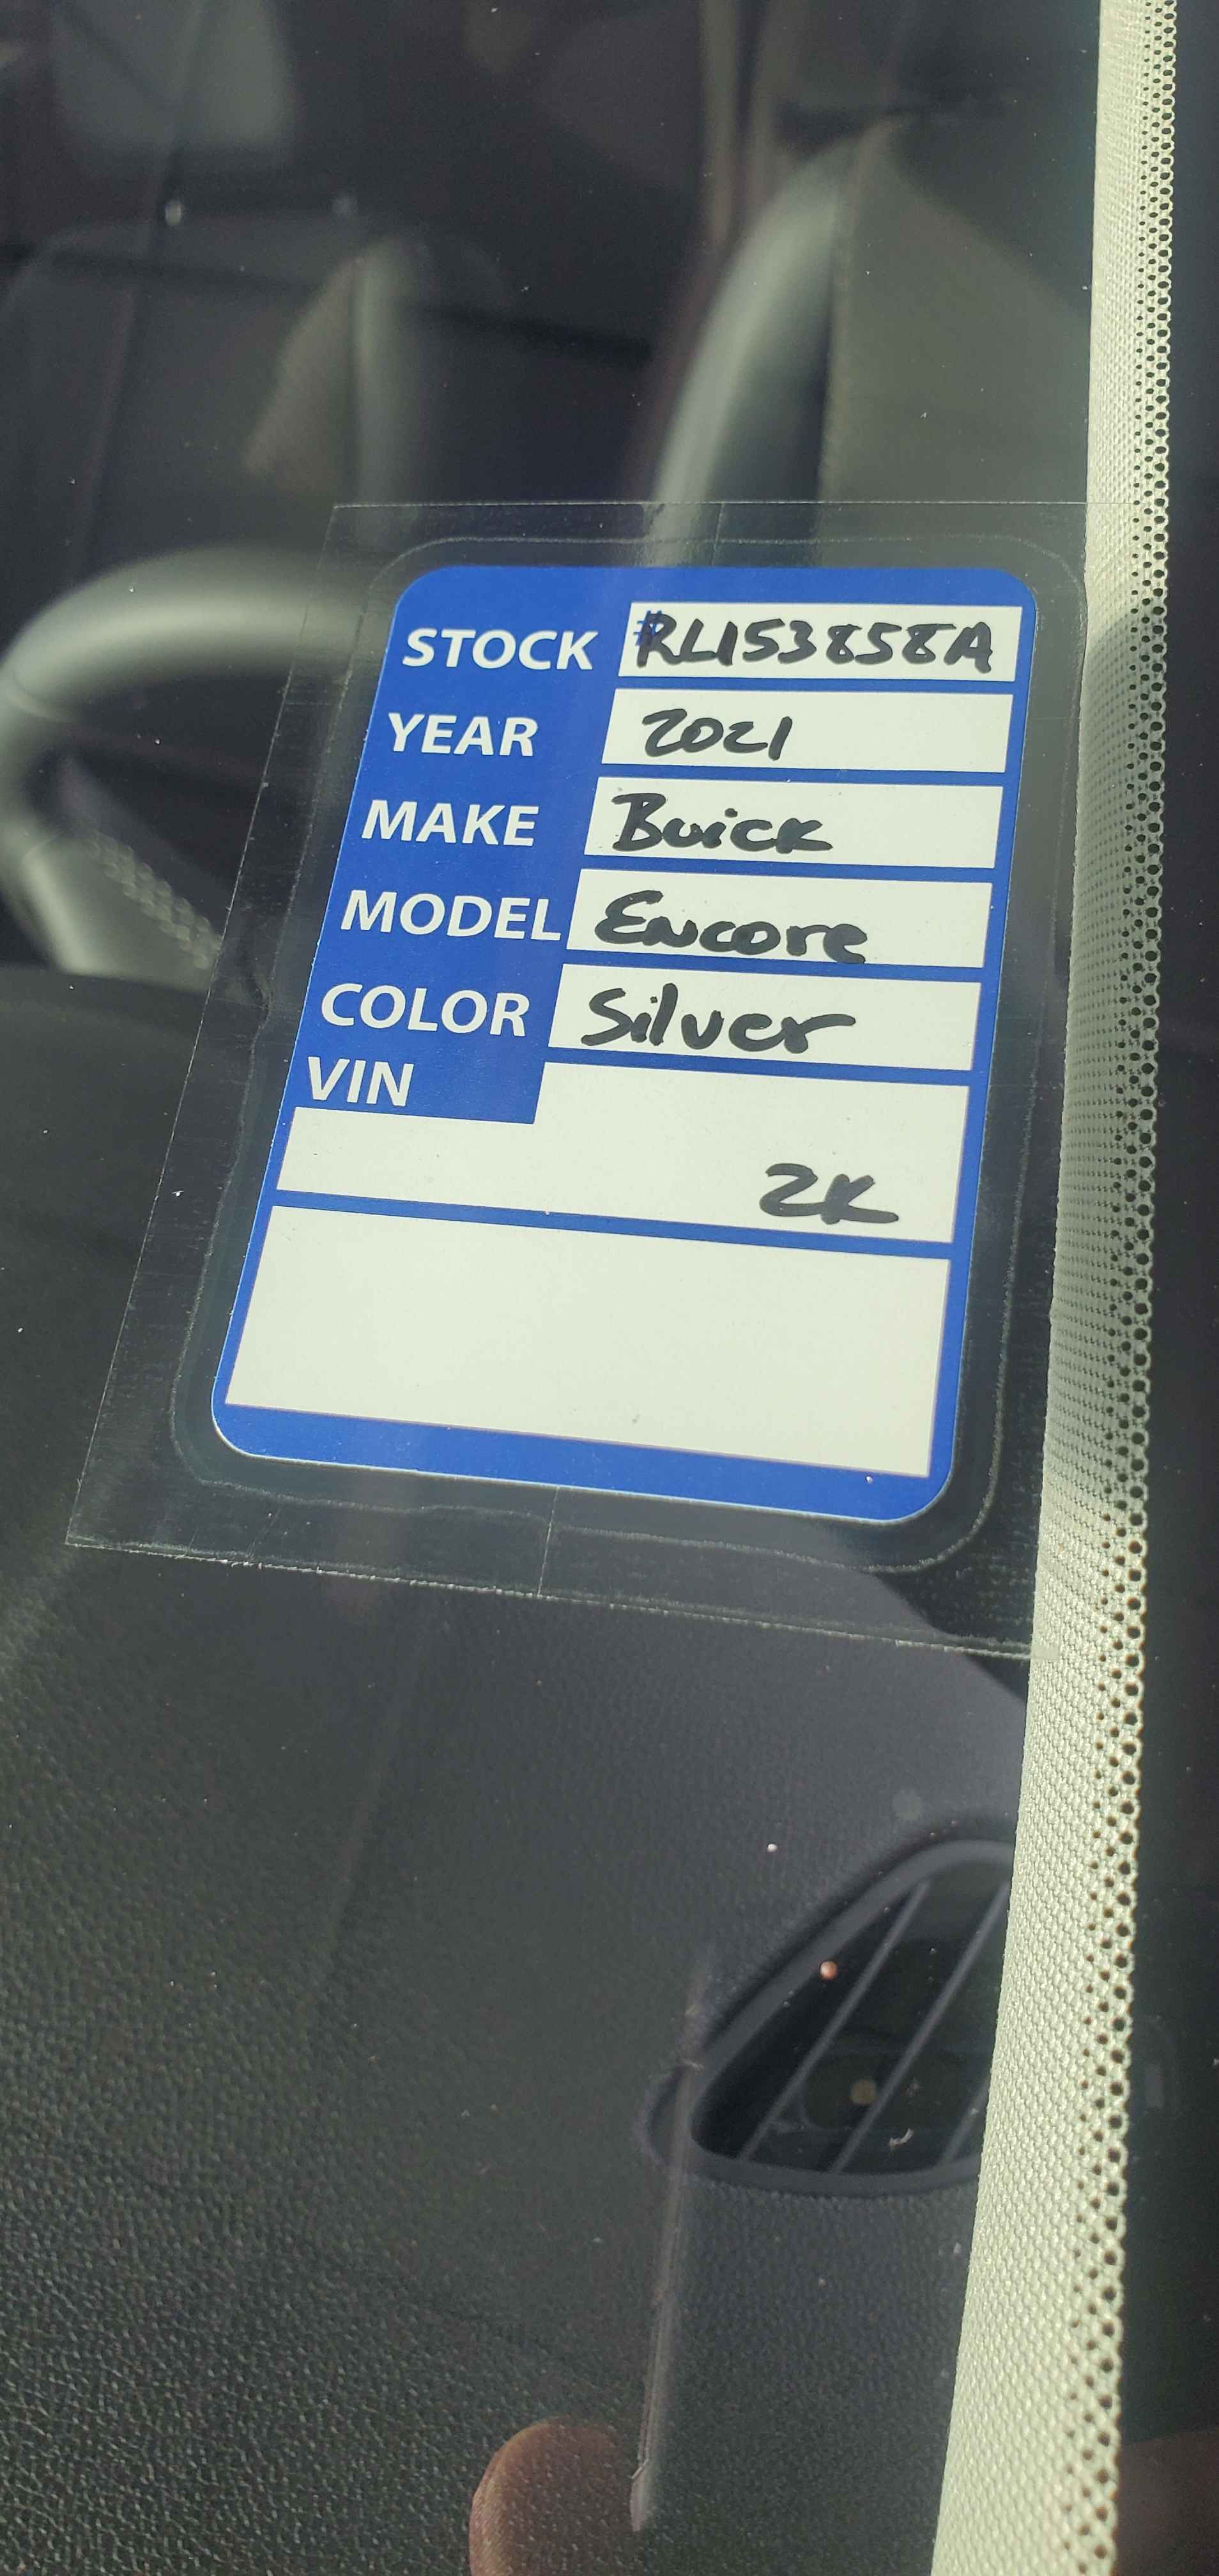 STOCK #RL153858A
YEAR 2021
MAKE Buick
MODEL Encore
COLOR Silver
VIN
2K